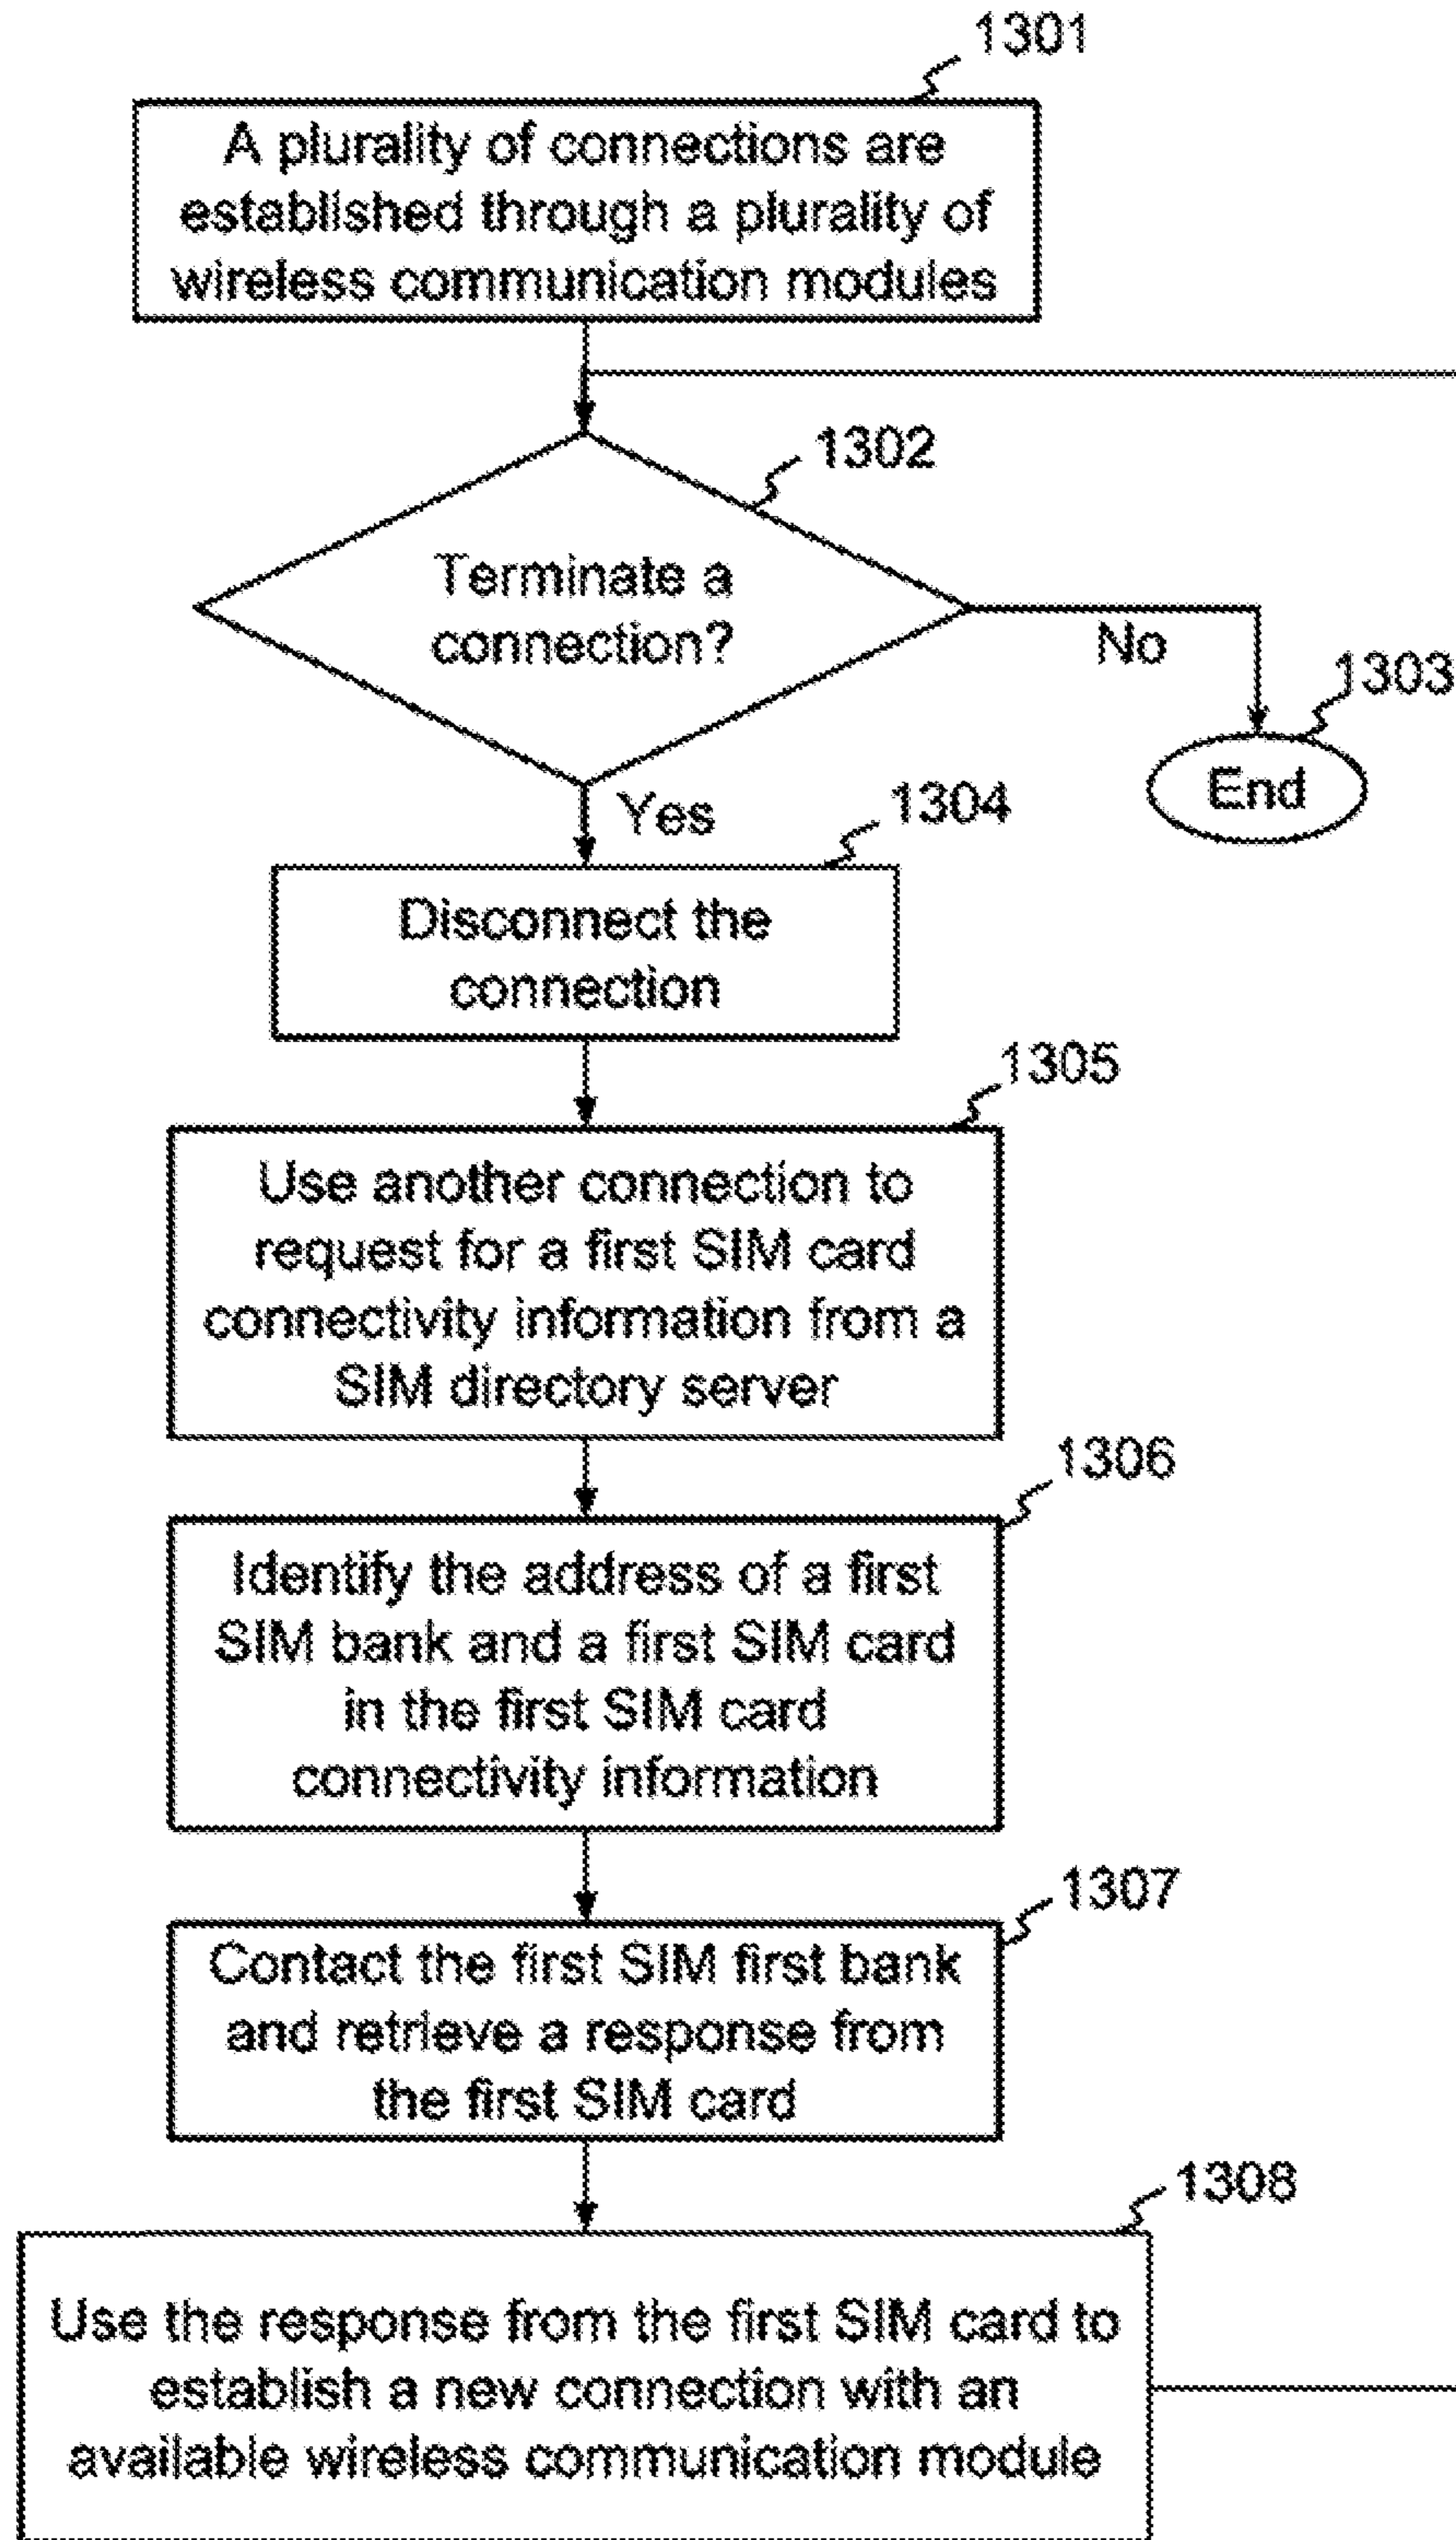 1301
A plurality of connections are
established through a plurality of
wireless communication modules
1302
Terminate a
connection?
No
1303
End
Yes
1304
Disconnect the
connection
1305
Use another connection to
request for a first SIM card
connectivity information from a
SIM directory server
1306
Identify the address of a first
SIM bank and a first SIM card
in the first SIM card
connectivity information
1307
Contact the first SIM first bank
and retrieve a response from
the first SIM card
1308
Use the response from the first SIM card to
establish a new connection with an
available wireless communication module